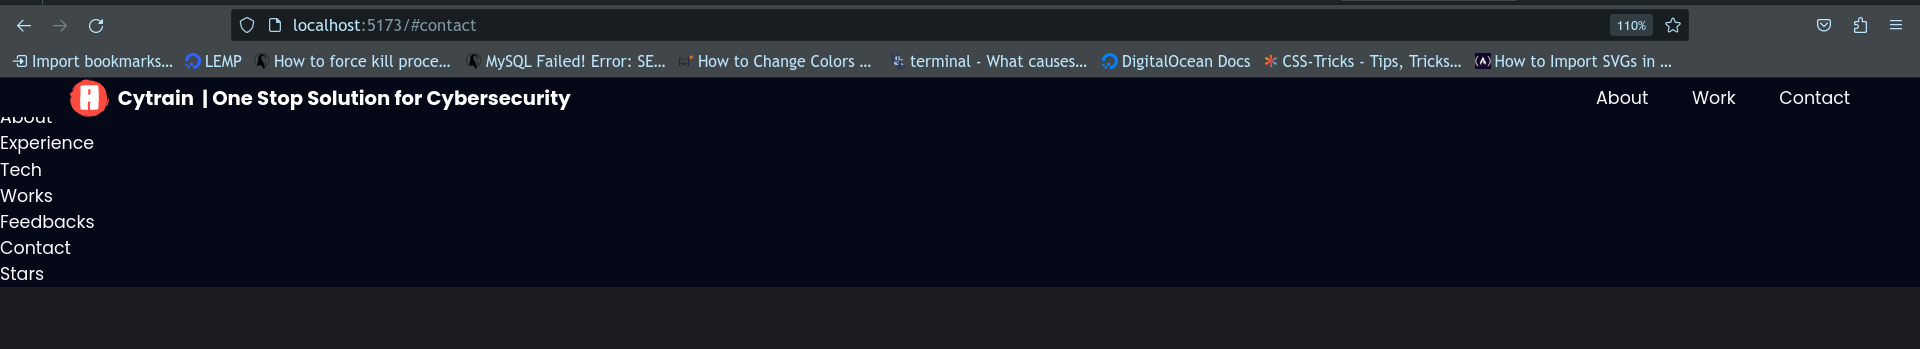 localhost:5173/#contact 110%
Import bookmarks... LEMP How to force kill proce... MySQL Failed! Error: SE... How to Change Colors ... terminal - What causes... DigitalOcean Docs CSS-Tricks - Tips, Tricks... How to Import SVGs in ...
Cytrain | One Stop Solution for Cybersecurity About Work Contact
About
Experience
Tech
Works
Feedbacks
Contact
Stars